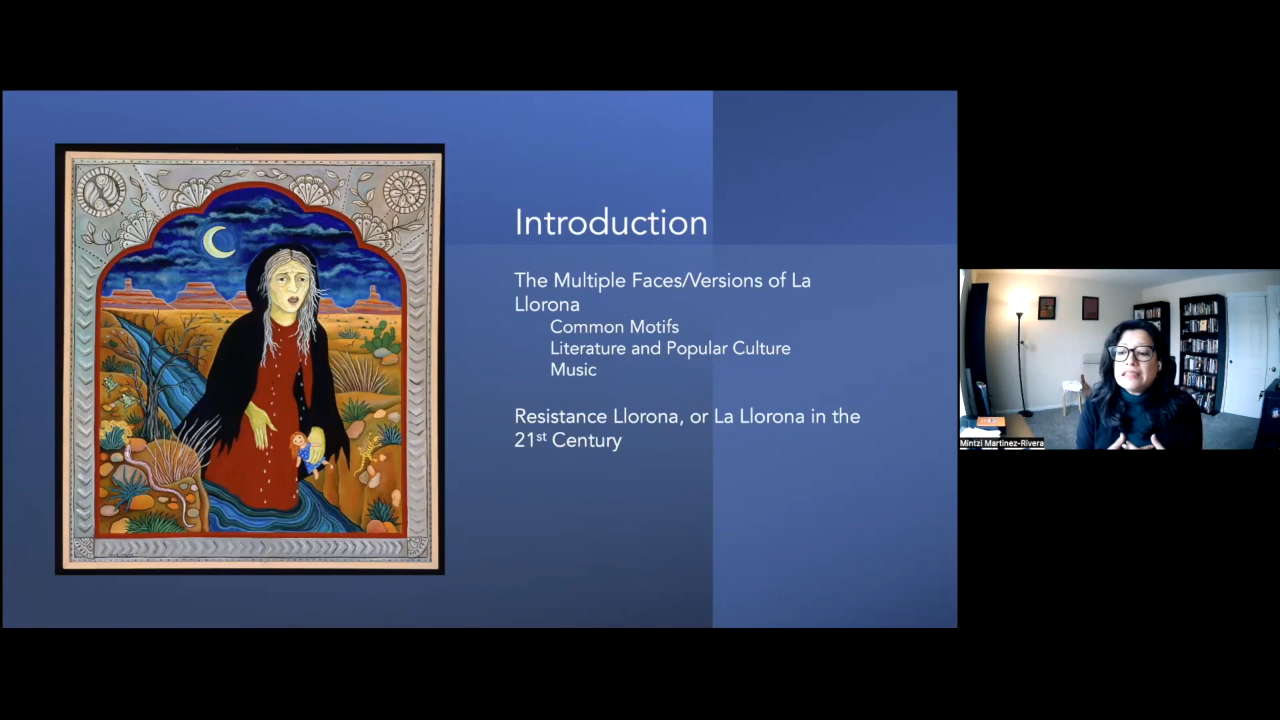 Introduction
The Multiple Faces/Versions of La
Llorona
Common Motifs
Literature and Popular Culture
Music
Resistance Llorona, or La Llorona in the
21st Century
Mintzi Martinez-Rivera